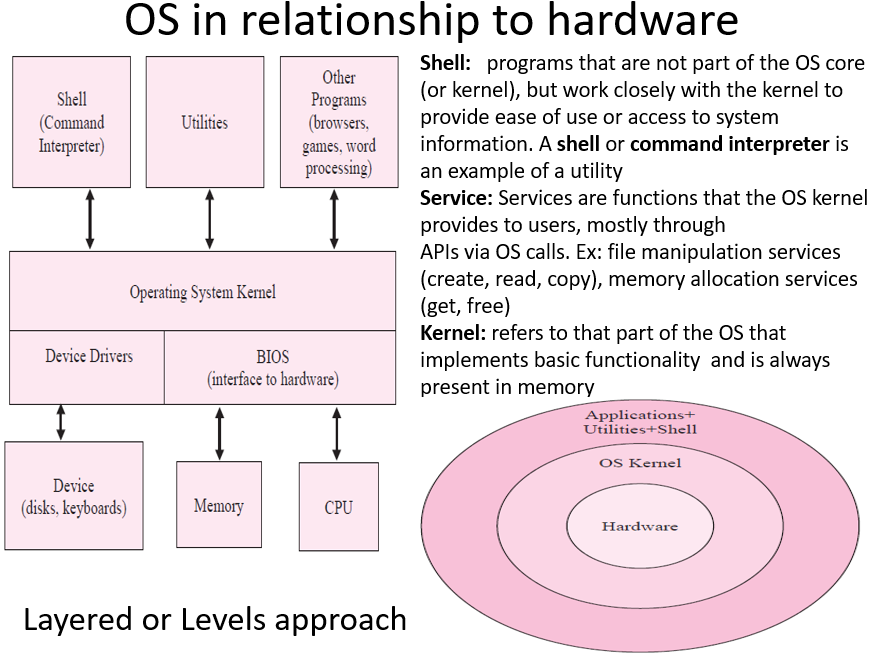 OS in relationship to hardware
Shell
(Command
Interpreter)
Utilities
Other
Programs
(browsers,
games, word
processing)
Operating System Kernel
Device Drivers
BIOS
(interface to hardware)
Device
(disks, keyboards)
Memory
CPU
Layered or Levels approach
Shell: programs that are not part of the OS core
(or kernel), but work closely with the kernel to
provide ease of use or access to system
information. A shell or command interpreter is
an example of a utility
Service: Services are functions that the OS kernel
provides to users, mostly through
APIs via OS calls. Ex: file manipulation services
(create, read, copy), memory allocation services
(get, free)
Kernel: refers to that part of the OS that
implements basic functionality and is always
present in memory
Applications+
Utilities+Shell
OS Kernel
Hardware